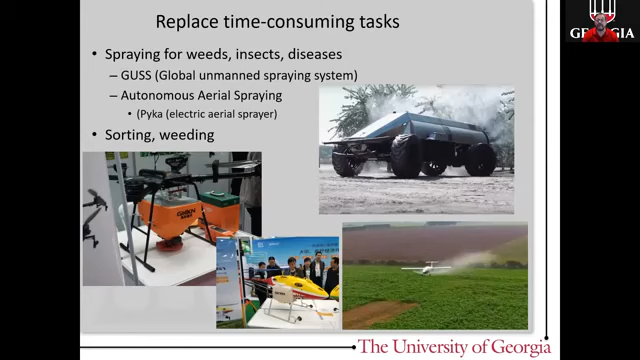 Replace time-consuming tasks
• Spraying for weeds, insects, diseases
– GUSS (Global unmanned spraying system)
– Autonomous Aerial Spraying
• (Pyka (electric aerial sprayer)
• Sorting, weeding
The University of Georgia